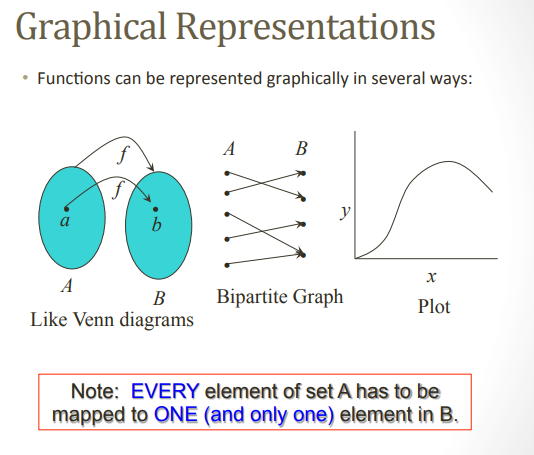 Graphical Representations
• Functions can be represented graphically in several ways:
f
f
a
b
A
B
Like Venn diagrams
A B
Bipartite Graph
y
x
Plot
Note: EVERY element of set A has to be
mapped to ONE (and only one) element in B.